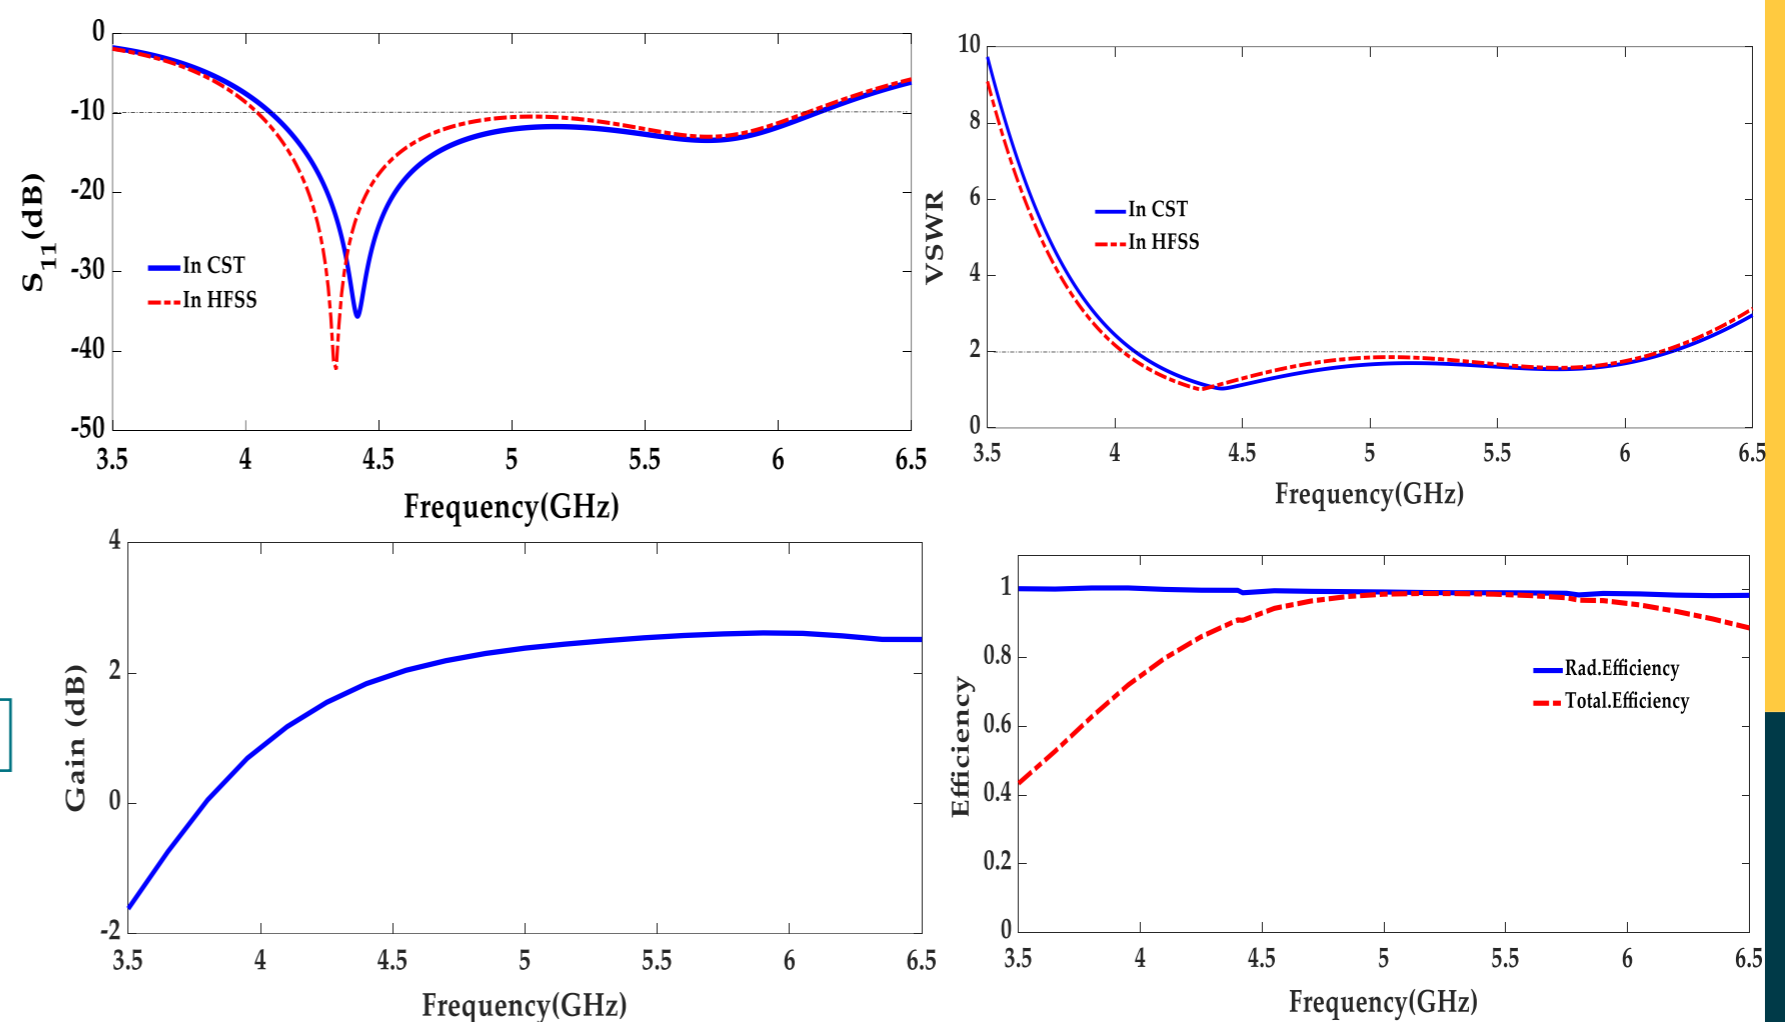 0
-10
-20
-30
-40
-50
S11(dB)
In CST
In HFSS
3.5 4 4.5 5 5.5 6 6.5
Frequency(GHz)
10
8
6
4
2
0
VSWR
In CST
In HFSS
3.5 4 4.5 5 5.5 6 6.5
Frequency(GHz)
4
2
0
-2
Gain (dB)
3.5 4 4.5 5 5.5 6 6.5
Frequency(GHz)
1
0.8
0.6
0.4
0.2
0
Efficiency
Rad.Efficiency
Total.Efficiency
3.5 4 4.5 5 5.5 6 6.5
Frequency(GHz)